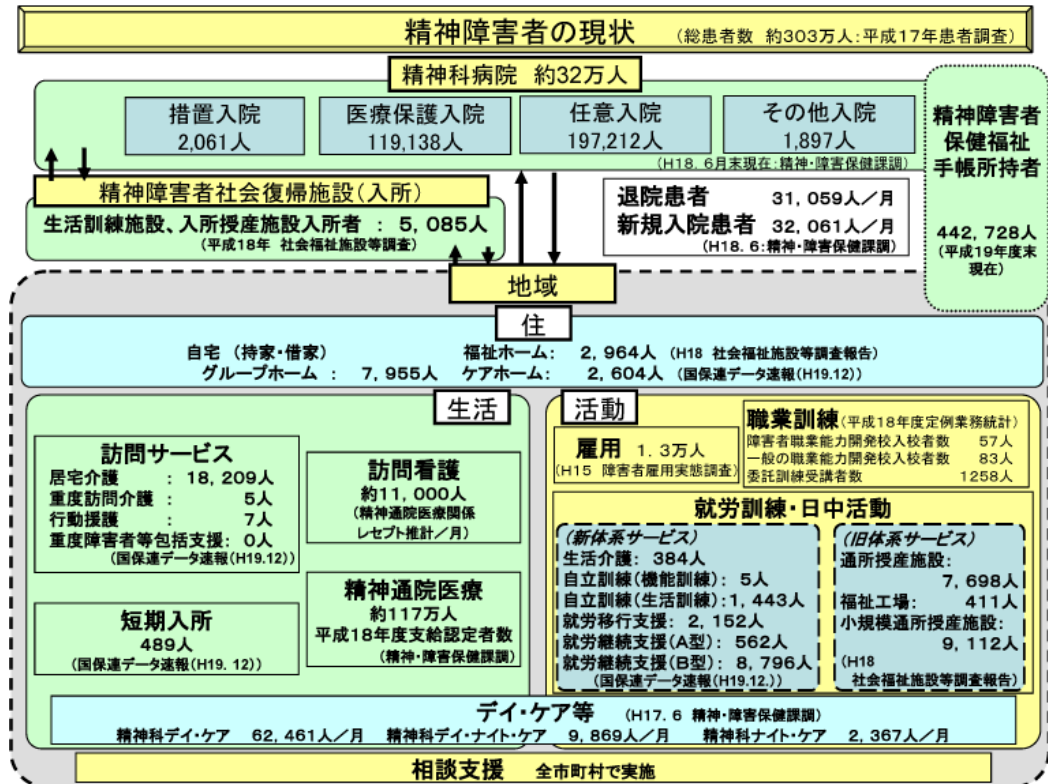 精神障害者の現状 (総患者数 約303万人:平成17年患者調査)
精神科病院 約32万人
措置入院
2,061人
医療保護入院
119,138人
任意入院
197,212人
その他入院
1,897人
(H18. 6月末現在:精神・障害保健課調)
精神障害者
保健福祉
手帳所持者
442, 728人
(平成19年度末
現在)
精神障害者社会復帰施設(入所)
生活訓練施設、入所授産施設入所者 : 5, 085人
(平成18年 社会福祉施設等調査)
退院患者 31, 059人/月
新規入院患者 32, 061人/月
(H18. 6:精神・障害保健課調)
地域
住
自宅 (持家・借家) 福祉ホーム: 2, 964人 (H18 社会福祉施設等調査報告)
グループホーム : 7, 955人 ケアホーム: 2, 604人 (国保連データ速報(H19.12))
生活
訪問サービス
居宅介護 : 18, 209人
重度訪問介護 : 5人
行動援護 : 7人
重度障害者等包括支援: 0人
(国保連データ速報(H19.12))
短期入所
489人
(国保連データ速報(H19. 12))
訪問看護
約11, 000人
(精神通院医療関係
レセプト推計/月)
精神通院医療
約117万人
平成18年度支給認定者数
(精神・障害保健課調)
活動
雇用 1. 3万人
(H15 障害者雇用実態調査)
職業訓練(平成18年度定例業務統計)
障害者職業能力開発校入校者数 57人
一般の職業能力開発校入校者数 83人
委託訓練受講者数 1258人
就労訓練・日中活動
(新体系サービス)
生活介護: 384人
自立訓練(機能訓練): 5人
自立訓練(生活訓練):1, 443人
就労移行支援: 2, 152人
就労継続支援(A型): 562人
就労継続支援(B型): 8, 796人
(国保連データ速報(H19.12.))
(旧体系サービス)
通所授産施設:
7, 698人
福祉工場: 411人
小規模通所授産施設:
9, 112人
(H18
社会福祉施設等調査報告)
デイ・ケア等 (H17. 6 精神・障害保健課調)
精神科デイ・ケア 62, 461人/月 精神科デイ・ナイト・ケア 9, 869人/月 精神科ナイト・ケア 2, 367人/月
相談支援 全市町村で実施